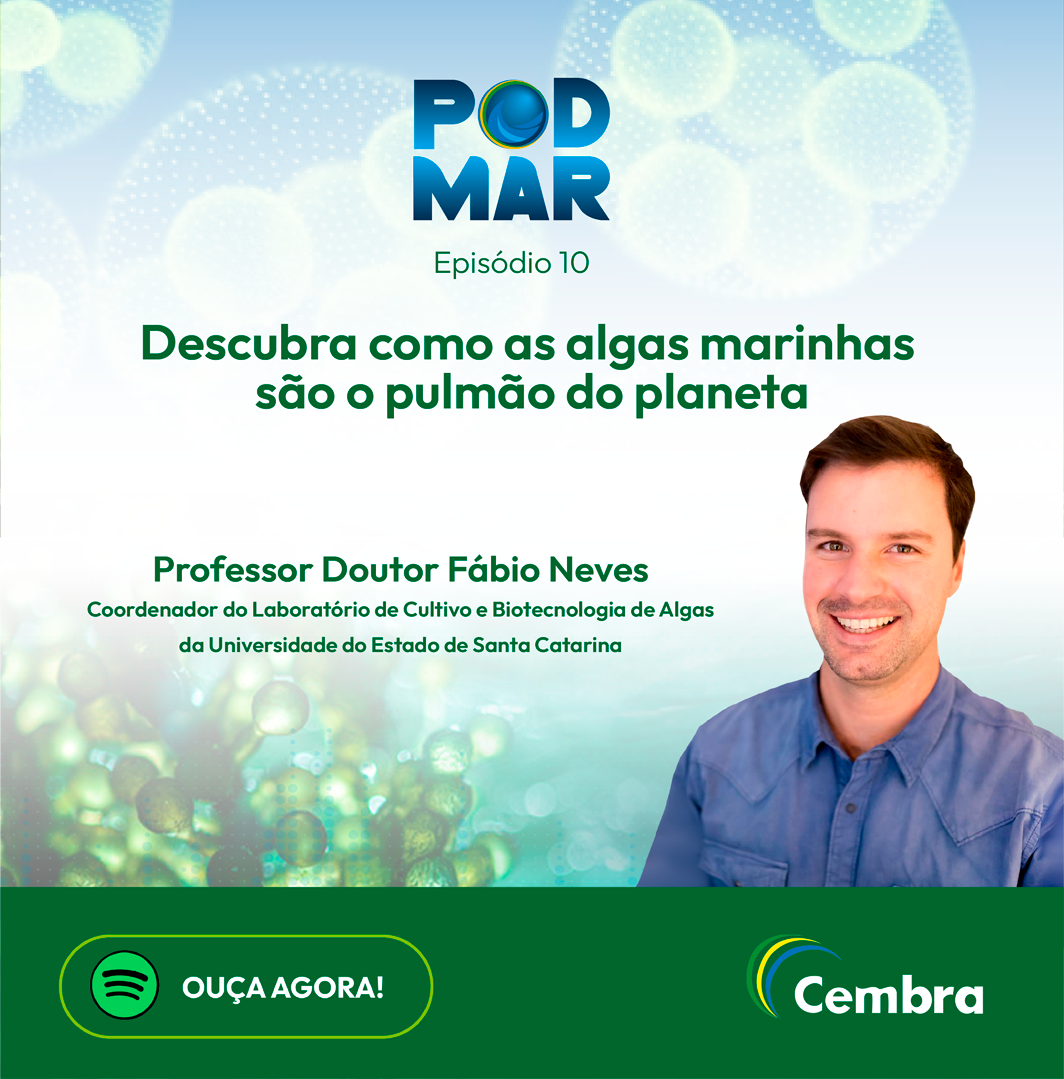 POD
MAR
Episódio 10
Descubra como as algas marinhas
são o pulmão do planeta
Professor Doutor Fábio Neves
Coordenador do Laboratório de Cultivo e Biotecnologia de Algas
da Universidade do Estado de Santa Catarina
OUÇA AGORA!
Cembra